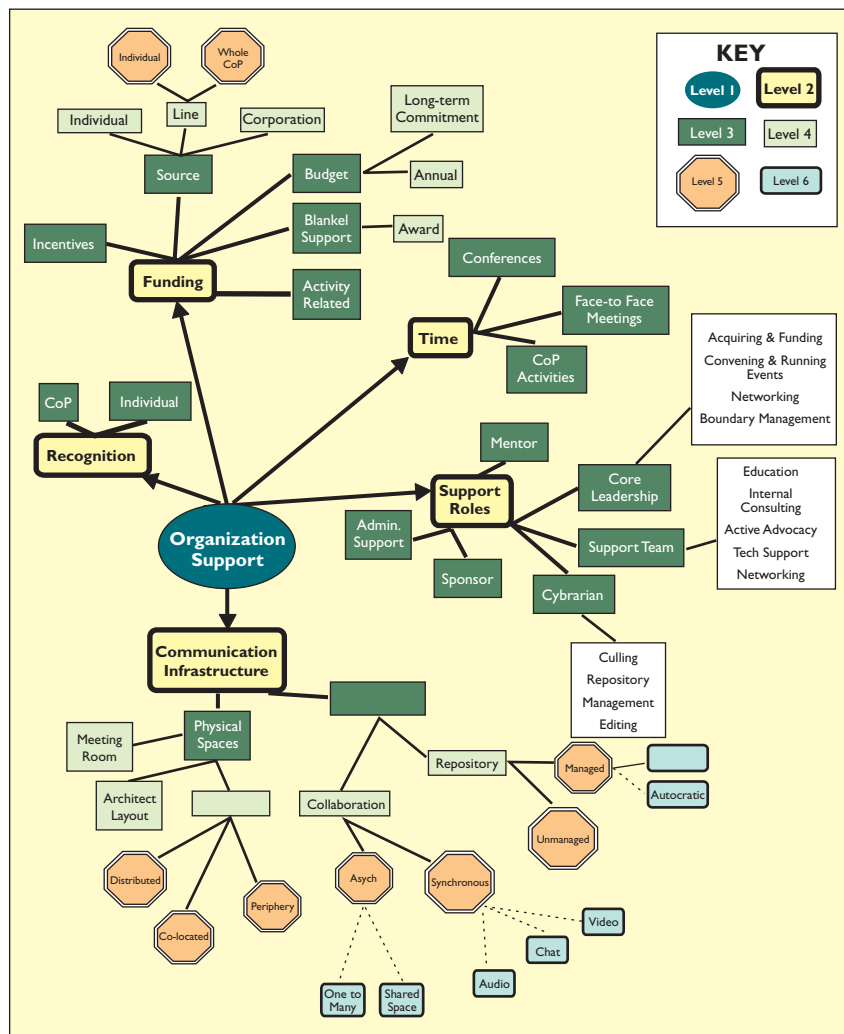 Individual
Whole
CoP
KEY
Level 1
Level 2
Level 3
Level 4
Level 5
Level 6
Individual
Line
Corporation
Long-term
Commitment
Source
Budget
Annual
Incentives
Blankel
Support
Award
Funding
Activity
Related
Conferences
Face-to Face
Meetings
Time
CoP
Activities
Acquiring & Funding
Convening & Running
Events
Networking
Boundary Management
CoP
Individual
Recognition
Mentor
Support
Roles
Core
Leadership
Education
Internal
Consulting
Active Advocacy
Tech Support
Networking
Admin.
Support
Support Team
Organization
Support
Sponsor
Cybrarian
Communication
Infrastructure
Culling
Repository
Management
Editing
Physical
Spaces
Meeting
Room
Repository
Managed
Autocratic
Architect
Layout
Collaboration
Unmanaged
Distributed
Asych
Synchronous
Periphery
Co-located
Video
Chat
Audio
One to
Many
Shared
Space